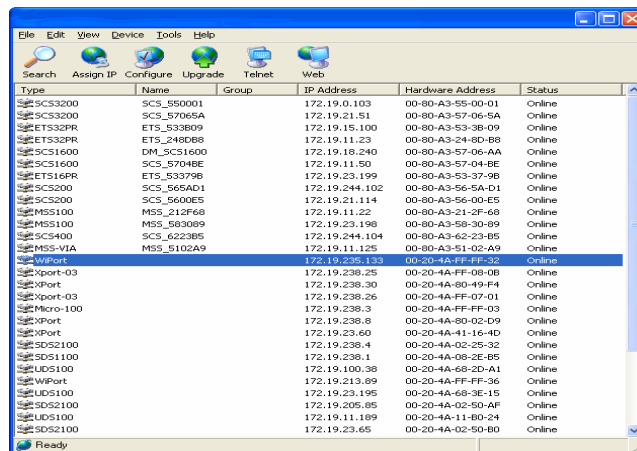 File Edit View Device Tools Help
Search Assign IP Configure Upgrade Telnet Web
Type Name Group IP Address Hardware Address Status
SCS3200 SCS_550001 172.19.0.103 00-80-A3-55-00-01 Online
SCS3200 SCS_57065A 172.19.21.51 00-80-A3-57-06-5A Online
ETS32PR ETS_533B09 172.19.15.100 00-80-A3-53-3B-09 Online
ETS32PR ETS_248DB8 172.19.11.23 00-80-A3-24-8D-B8 Online
SCS1600 DM_SCS1600 172.19.18.240 00-80-A3-57-06-AA Online
SCS1600 SCS_5704BE 172.19.11.50 00-80-A3-57-04-BE Online
ETS16PR ETS_53379B 172.19.23.199 00-80-A3-53-37-9B Online
SCS200 SCS_565AD1 172.19.244.102 00-80-A3-56-5A-D1 Online
SCS200 SCS_5600E5 172.19.21.114 00-80-A3-56-00-E5 Online
MSS100 MSS_212F68 172.19.11.22 00-80-A3-21-2F-68 Online
MSS100 MSS_583089 172.19.23.198 00-80-A3-58-30-89 Online
SCS400 SCS_6223B5 172.19.244.104 00-80-A3-62-23-B5 Online
MSS-VIA MSS_5102A9 172.19.11.125 00-80-A3-51-02-A9 Online
WiPort 172.19.235.133 00-20-4A-FF-FF-32 Online
Xport-03 172.19.238.25 00-20-4A-FF-08-0B Online
XPort 172.19.238.30 00-20-4A-80-49-F4 Online
Xport-03 172.19.238.26 00-20-4A-FF-07-01 Online
Micro-100 172.19.238.3 00-20-4A-FF-FF-03 Online
XPort 172.19.238.8 00-20-4A-80-02-D9 Online
XPort 172.19.23.60 00-20-4A-41-16-4D Online
SDS2100 172.19.238.4 00-20-4A-02-25-32 Online
SDS1100 172.19.238.1 00-20-4A-08-2E-B5 Online
UDS100 172.19.100.38 00-20-4A-68-2D-A1 Online
WiPort 172.19.213.89 00-20-4A-FF-FF-36 Online
UDS100 172.19.23.195 00-20-4A-68-3E-15 Online
SDS2100 172.19.205.85 00-20-4A-02-50-AF Online
UDS100 172.19.11.189 00-20-4A-11-B0-24 Online
SDS2100 172.19.23.65 00-20-4A-02-50-B0 Online
Ready